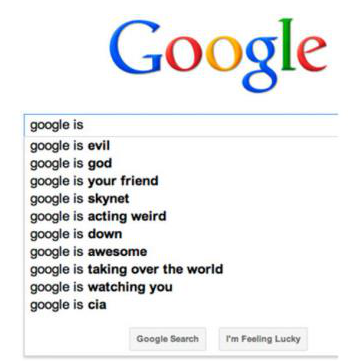 Google
google is
google is evil
google is god
google is your friend
google is skynet
google is acting weird
google is down
google is awesome
google is taking over the world
google is watching you
google is cia
Google Search I'm Feeling Lucky